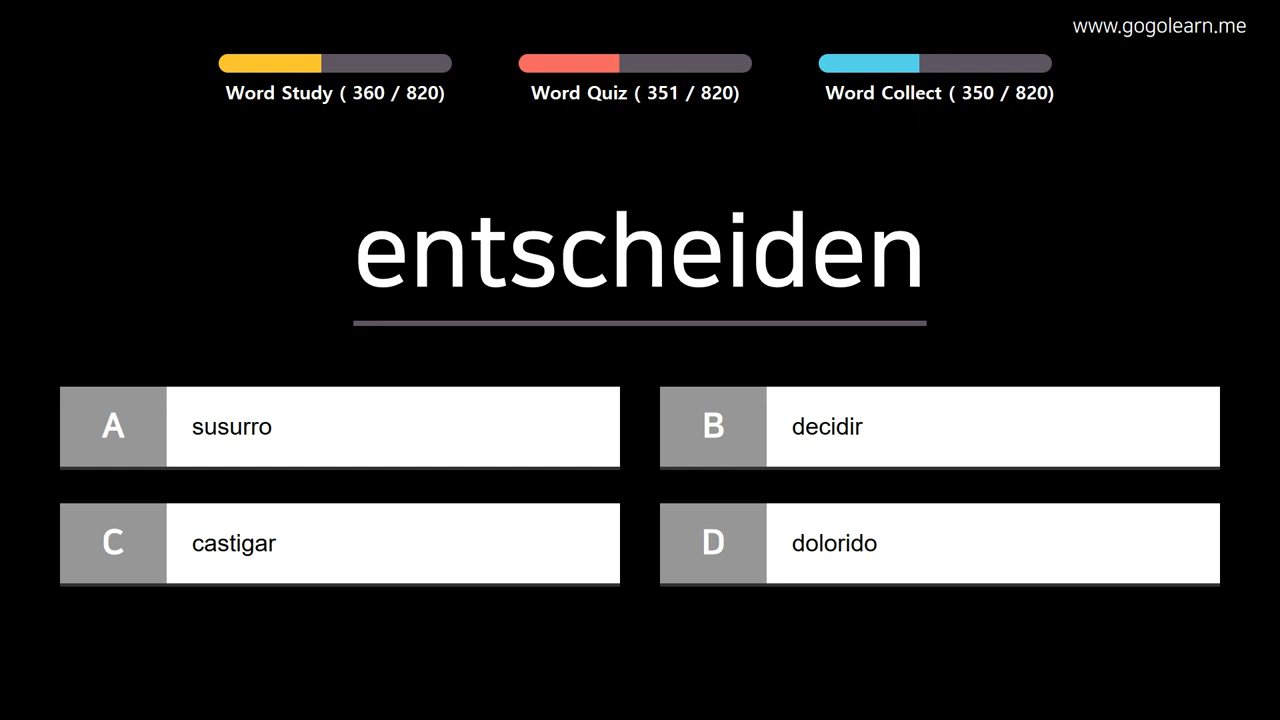 www.gogolearn.me
Word Study ( 360 / 820)
Word Quiz ( 351 / 820)
Word Collect ( 350 / 820)
entscheiden
A susurro
B decidir
C castigar
D dolorido